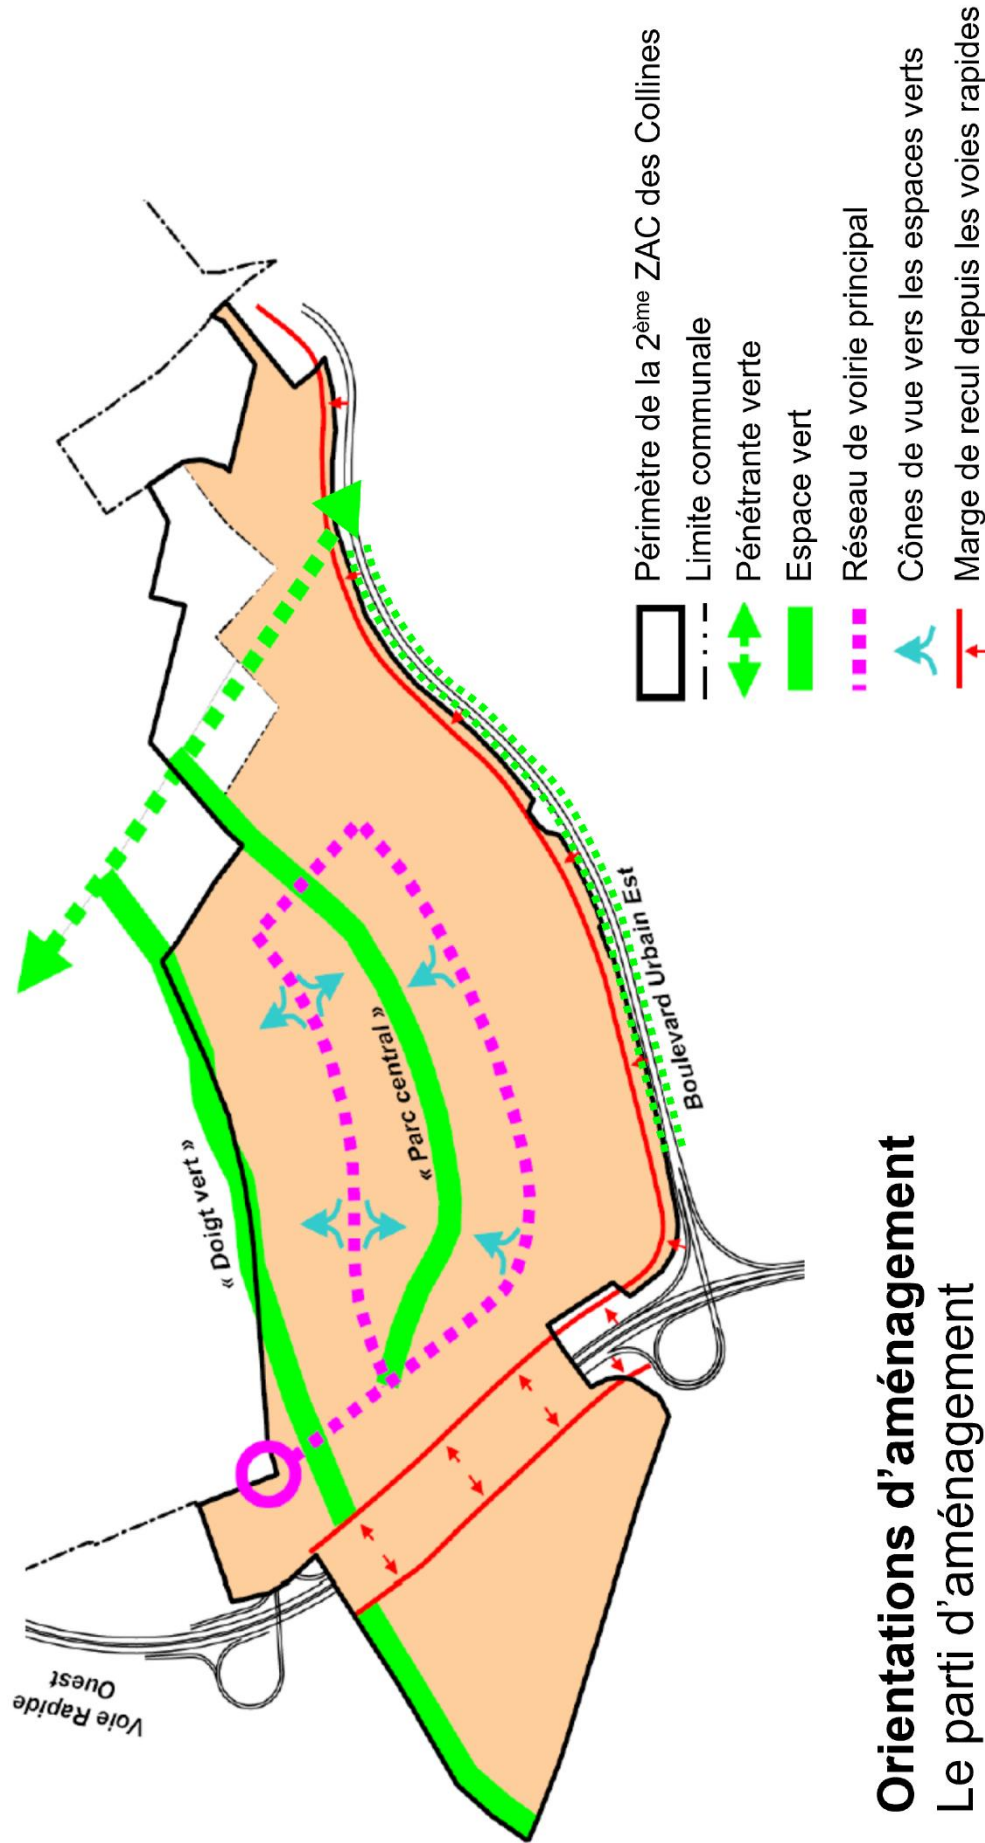 Voie Rapide
Ouest
« Doigt vert »
« Parc central »
Boulevard Urbain Est
Périmètre de la 2ème ZAC des Collines
Limite communale
Pénétrante verte
Espace vert
Réseau de voirie principal
Cônes de vue vers les espaces verts
Marge de recul depuis les voies rapides
Orientations d'aménagement
Le parti d'aménagement